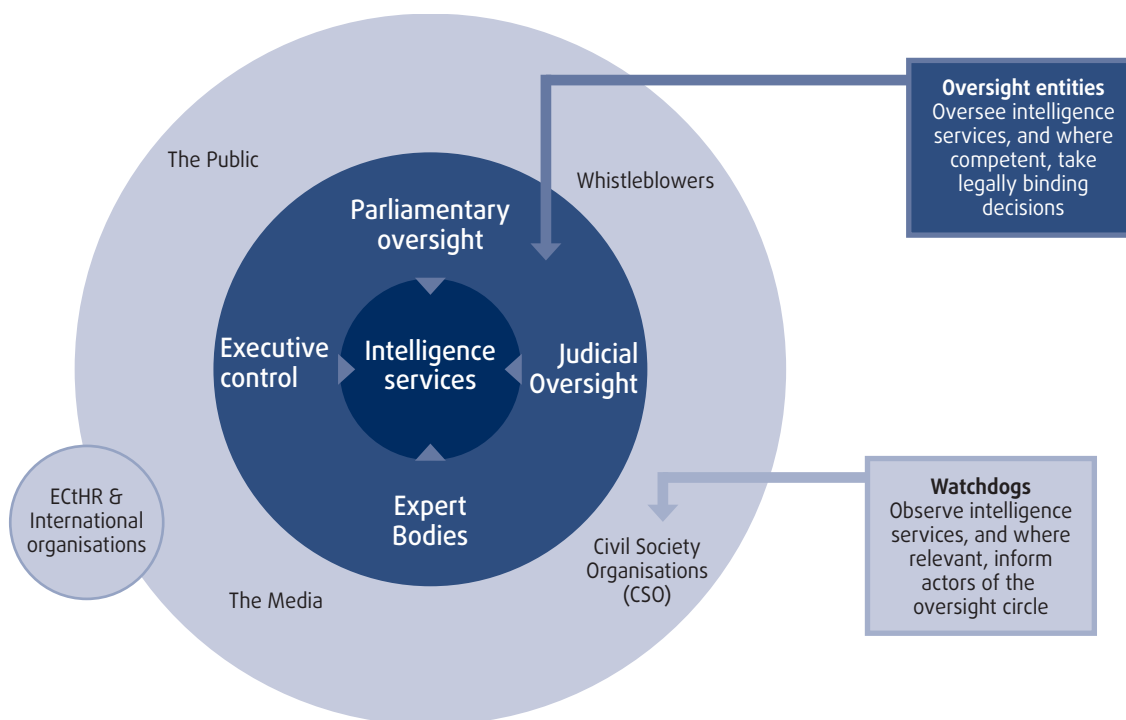 Oversight entities
Oversee intelligence
services, and where
competent, take
legally binding
decisions
The Public
Whistleblowers
Parliamentary
oversight
Executive
control
Intelligence
services
Judicial
Oversight
Expert
Bodies
ECtHR &
International
organisations
The Media
Civil Society
Organisations
(CSO)
Watchdogs
Observe intelligence
services, and where
relevant, inform
actors of the
oversight circle